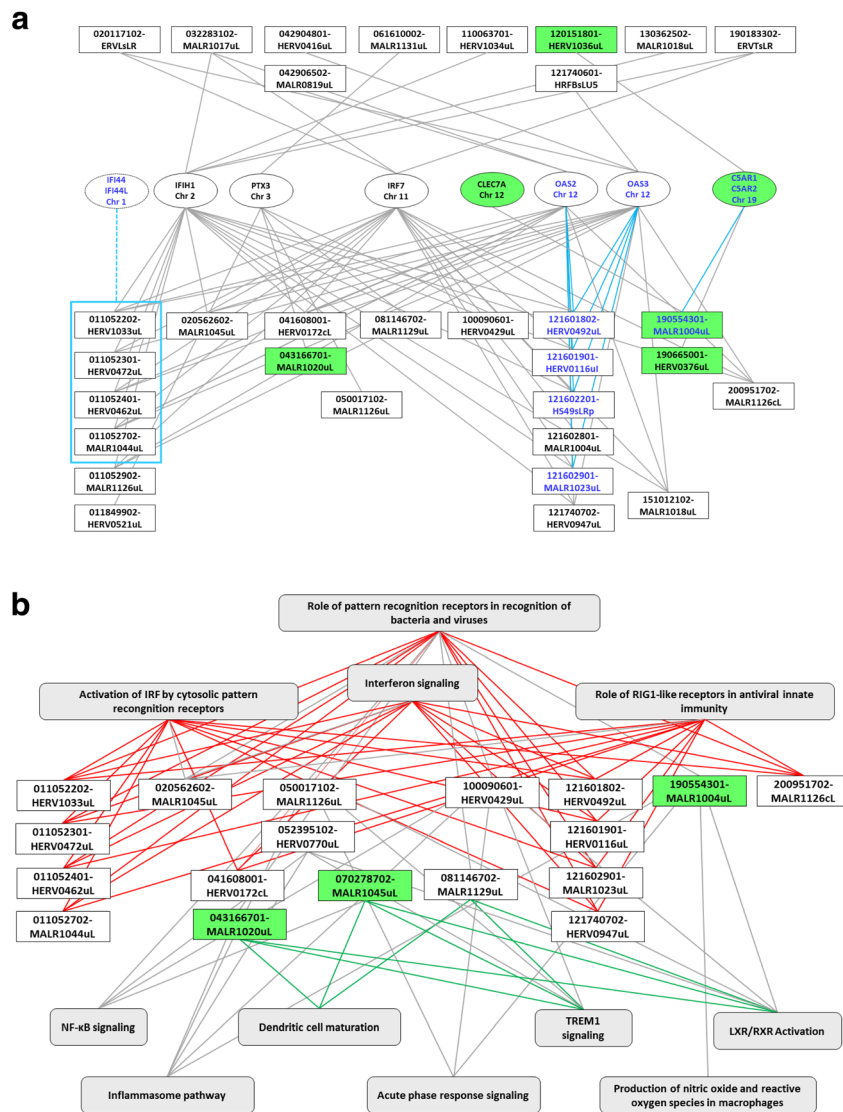 a
020117102-
ERVLsLR
032283102-
MALR1017uL
042904801-
HERV0416uL
061610002-
MALR1131uL
110063701-
HERV1034uL
120151801-
HERV1036uL
130362502-
MALR1018uL
190183302-
ERVTsLR
042906502-
MALR0819uL
121740601-
HRFBsLU5
IFI44
IFI44L
Chr 1
IFIH1
Chr 2
PTX3
Chr 3
IRF7
Chr 11
CLEC7A
Chr 12
OAS2
Chr 12
OAS3
Chr 12
C5AR1
C5AR2
Chr 19
011052202-
HERV1033uL
020562602-
MALR1045uL
041608001-
HERV0172cL
081146702-
MALR1129uL
100090601-
HERV0429uL
121601802-
HERV0492uL
190554301-
MALR1004uL
011052301-
HERV0472uL
043166701-
MALR1020uL
121601901-
HERV0116uI
190665001-
HERV0376uL
011052401-
HERV0462uL
050017102-
MALR1126uL
121602201-
HS49sLRp
200951702-
MALR1126cL
011052702-
MALR1044uL
121602801-
MALR1004uL
011052902-
MALR1126uL
121602901-
MALR1023uL
151012102-
MALR1018uL
011849902-
HERV0521uL
121740702-
HERV0947uL
b
Role of pattern recognition receptors in recognition of
bacteria and viruses
Activation of IRF by cytosolic pattern
recongnition receptors
Interferon signaling
Role of RIG1-like receptors in antiviral innate
immunity
011052202-
HERV1033uL
020562602-
MALR1045uL
050017102-
MALR1126uL
100090601-
HERV0429uL
121601802-
HERV0492uL
190554301-
MALR1004uL
200951702-
MALR1126cL
011052301-
HERV0472uL
052395102-
HERV0770uL
121601901-
HERV0116uL
011052401-
HERV0462uL
041608001-
HERV0172cL
070278702-
MALR1045uL
081146702-
MALR1129uL
121602901-
MALR1023uL
011052702-
MALR1044uL
043166701-
MALR1020uL
121740702-
HERV0947uL
NF-κB signaling
Dendritic cell maturation
TREM1
signaling
LXR/RXR Activation
Inflammasome pathway
Acute phase response signaling
Production of nitric oxide and reactive
oxygen species in macrophages